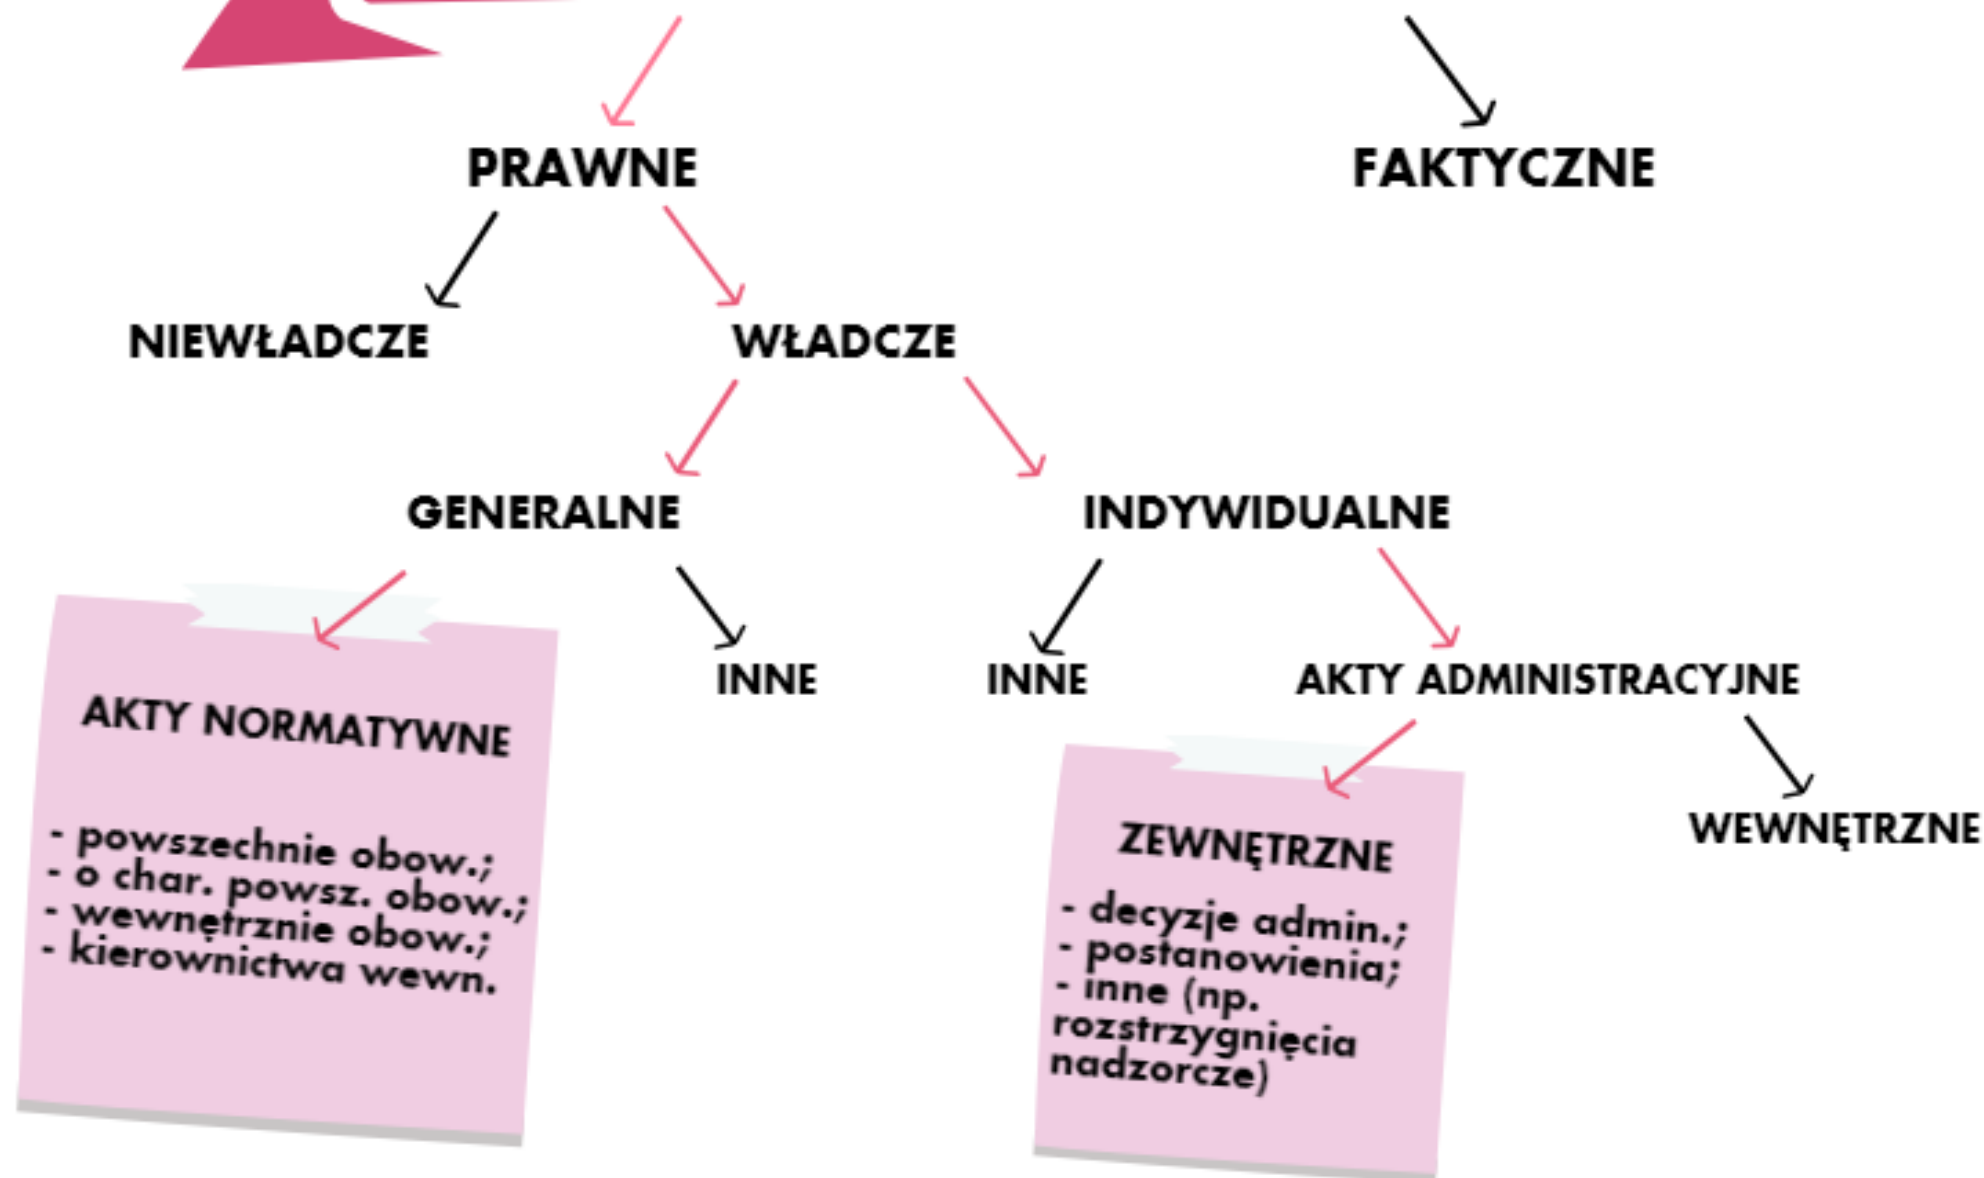 PRAWNE
FAKTYCZNE
NIEWŁADCZE
WŁADCZE
GENERALNE
INDYWIDUALNE
INNE
INNE
AKTY ADMINISTRACYJNE
AKTY NORMATYWNE
- powszechnie obow.;
- o char. powsz. obow.;
- wewnętrznie obow.;
- kierownictwa wewn.
ZEWNĘTRZNE
- decyzje admin.;
- postanowienia;
- inne (np.
rozstrzygnięcia
nadzorcze)
WEWNĘTRZNE